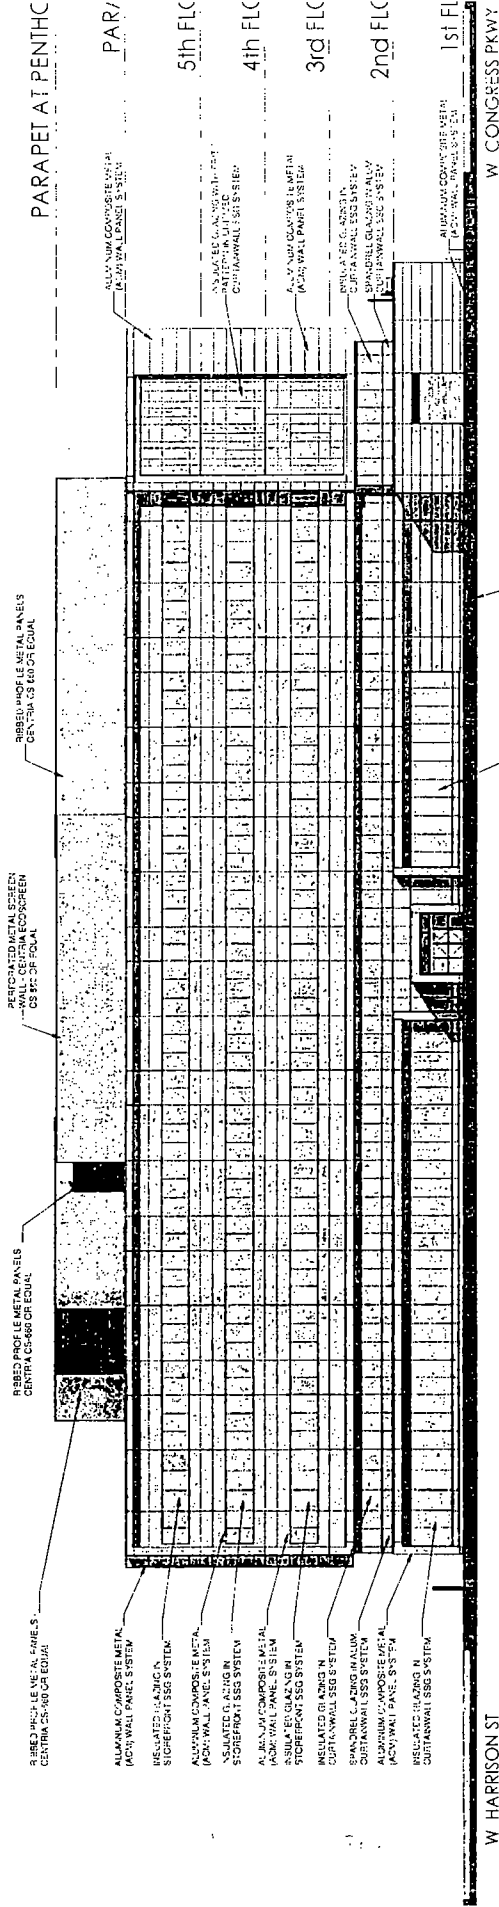 RIBBED PROFILE METAL PANELS -
CENTRIA CS-660 OR EQUAL
RIBBED PROFILE METAL PANELS
CENTRIA CS-660 OR EQUAL
PERFORATED METAL SCREEN
WALL - CENTRIA ECOSCREEN
OR EQUAL
RIBBED PROFILE METAL PANELS
CENTRIA CS 660 OR EQUAL
PARAPET AT PENTHO
PARA
5th FLO
4th FLO
3rd FLO
2nd FLO
1st FL
ALUMINUM COMPOSITE METAL
(ACM) WALL PANEL SYSTEM
INSULATED GLAZING IN
STOREFRONT SSG SYSTEM
ALUMINUM COMPOSITE METAL
(ACM) WALL PANEL SYSTEM
INSULATED GLAZING IN
STOREFRONT SSG SYSTEM
ALUMINUM COMPOSITE METAL
(ACM) WALL PANEL SYSTEM
INSULATED GLAZING IN
STOREFRONT SSG SYSTEM
INSULATED GLAZING IN
CURTAINWALL SSG SYSTEM
SPANDREL GLAZING IN ALUM
CURTAINWALL SSG SYSTEM
ALUMINUM COMPOSITE METAL
(ACM) WALL PANEL SYSTEM
INSULATED GLAZING IN
CURTAINWALL SSG SYSTEM
ALUMINUM COMPOSITE METAL
(ACM) WALL PANEL SYSTEM
INSULATED GLAZING WITH
PATTERN IN
CURTAINWALL SSG SYSTEM
ALUMINUM COMPOSITE METAL
(ACM) WALL PANEL SYSTEM
INSULATED GLAZING IN
CURTAINWALL SSG SYSTEM
SPANDREL GLAZING IN ALUM
CURTAINWALL SSG SYSTEM
ALUMINUM COMPOSITE METAL
(ACM) WALL PANEL SYSTEM
W HARRISON ST
W CONGRESS PKWY